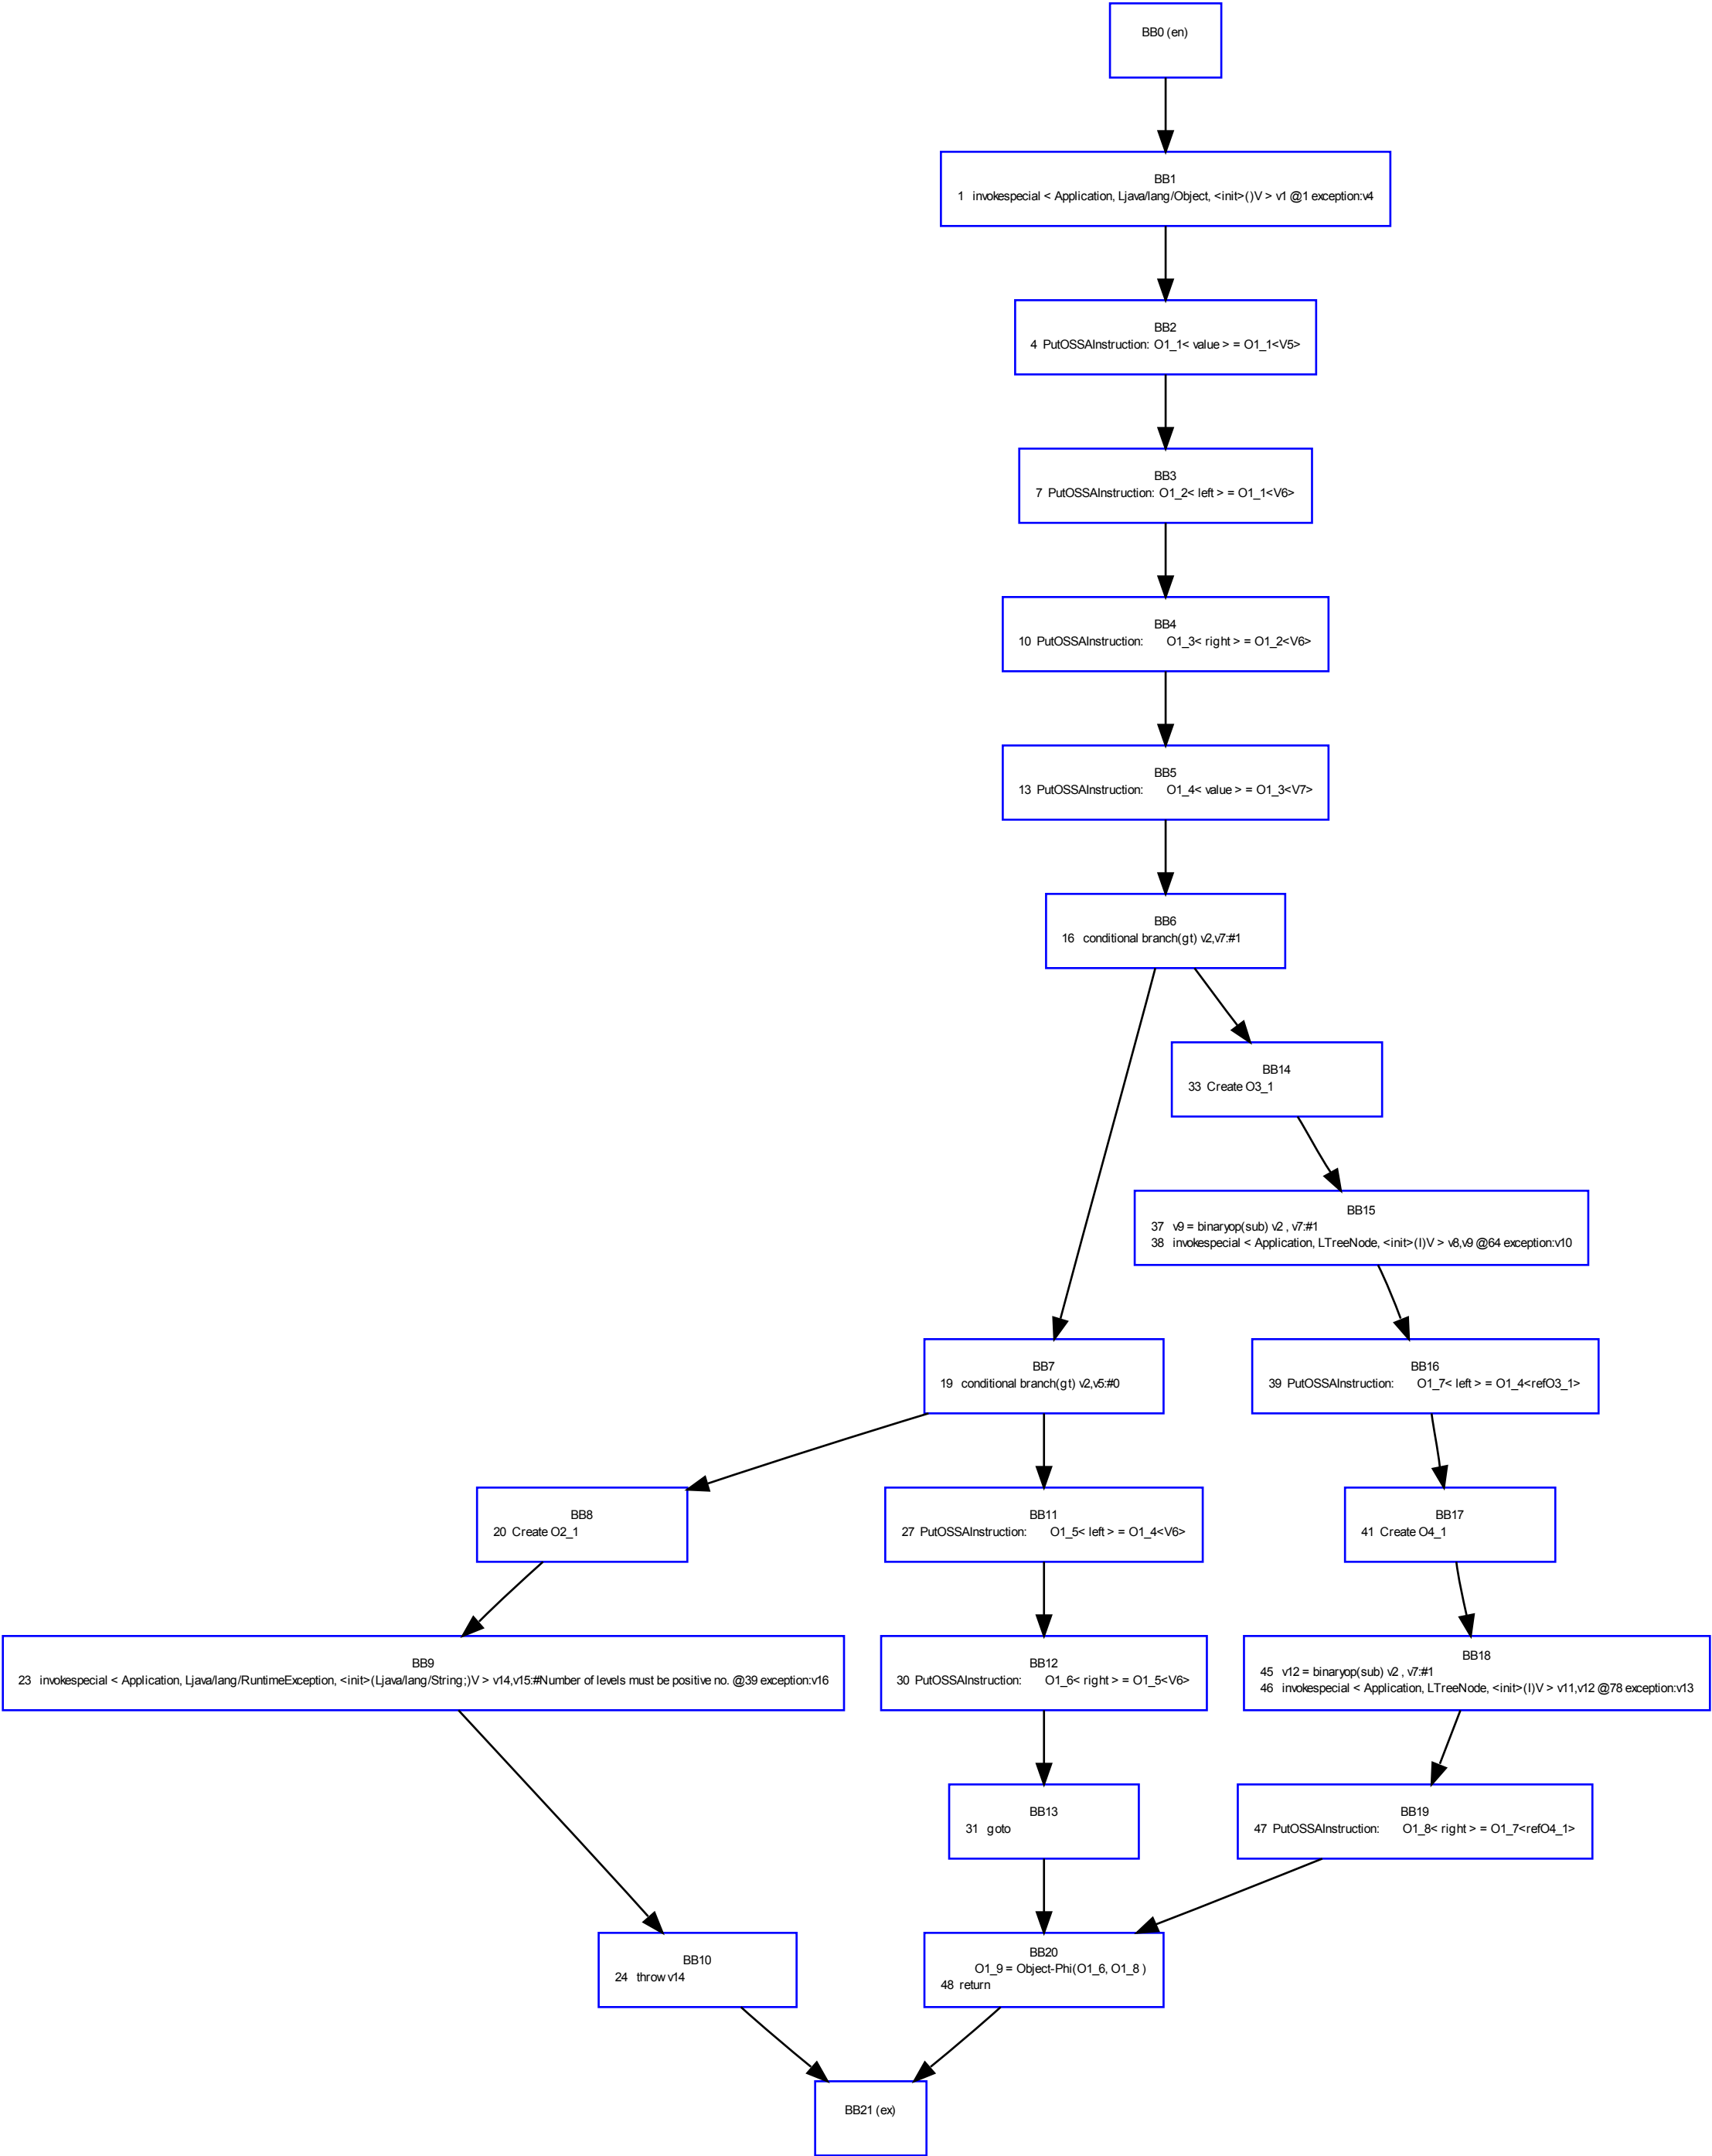 BB0 (en)
BB1
1 invokespecial < Application, Ljava/lang/Object, <init>()V > v1 @1 exception:v4
BB2
4 PutOSSAInstruction: O1_1< value > = O1_1<V5>
BB3
7 PutOSSAInstruction: O1_2< left > = O1_1<V6>
BB4
10 PutOSSAInstruction: O1_3< right > = O1_2<V6>
BB5
13 PutOSSAInstruction: O1_4< value > = O1_3<V7>
BB6
16 conditional branch(gt) v2,v7:#1
BB14
33 Create O3_1
BB15
37 v9 = binaryop(sub) v2 , v7:#1
38 invokespecial < Application, LTreeNode, <init>(I)V > v8,v9 @64 exception:v10
BB7
19 conditional branch(gt) v2,v5:#0
BB16
39 PutOSSAInstruction: O1_7< left > = O1_4<refO3_1>
BB8
20 Create O2_1
BB11
27 PutOSSAInstruction: O1_5< left > = O1_4<V6>
BB17
41 Create O4_1
BB9
23 invokespecial < Application, Ljava/lang/RuntimeException, <init>(Ljava/lang/String;)V > v14,v15:#Number of levels must be positive no. @39 exception:v16
BB12
30 PutOSSAInstruction: O1_6< right > = O1_5<V6>
BB18
45 v12 = binaryop(sub) v2 , v7:#1
46 invokespecial < Application, LTreeNode, <init>(I)V > v11,v12 @78 exception:v13
BB13
31 goto
BB19
47 PutOSSAInstruction: O1_8< right > = O1_7<refO4_1>
BB10
24 throw v14
BB20
O1_9 = Object-Phi(O1_6, O1_8 )
48 return
BB21 (ex)